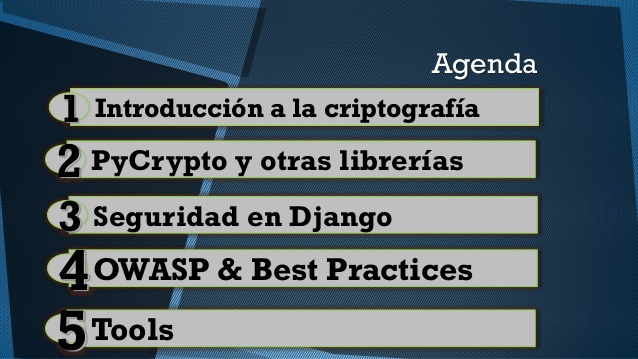 Agenda
1 Introducción a la criptografía
2 PyCrypto y otras librerías
3 Seguridad en Django
4 OWASP & Best Practices
5 Tools